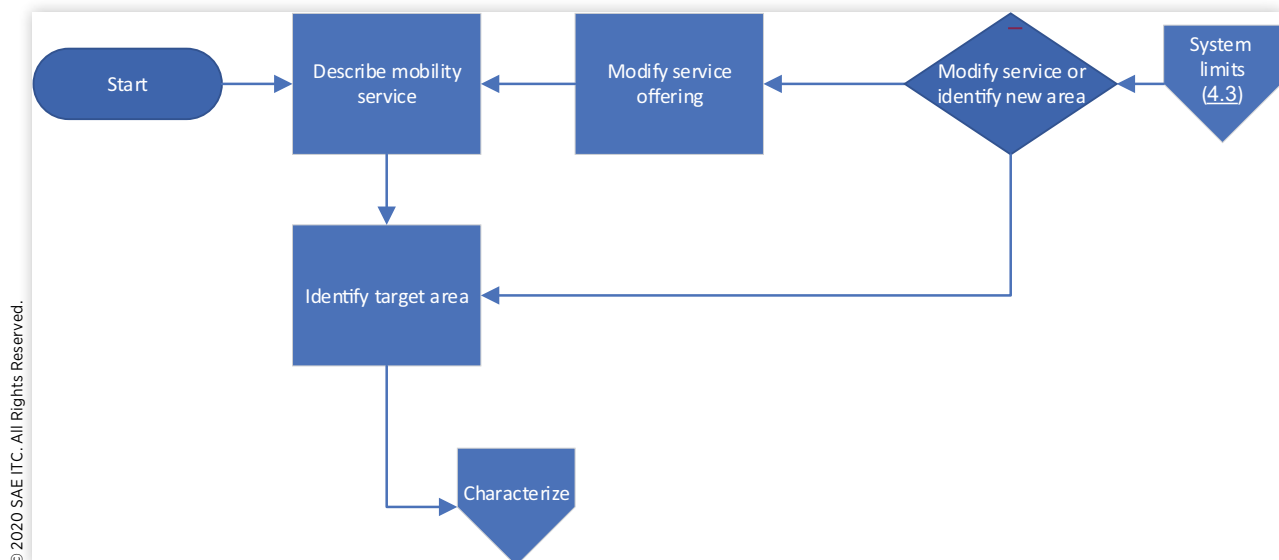 Start
Describe mobility
service
Modify service
offering
Modify service or
identify new area
System
limits
(4.3)
Identify target area
Characterize
© 2020 SAE ITC. All Rights Reserved.